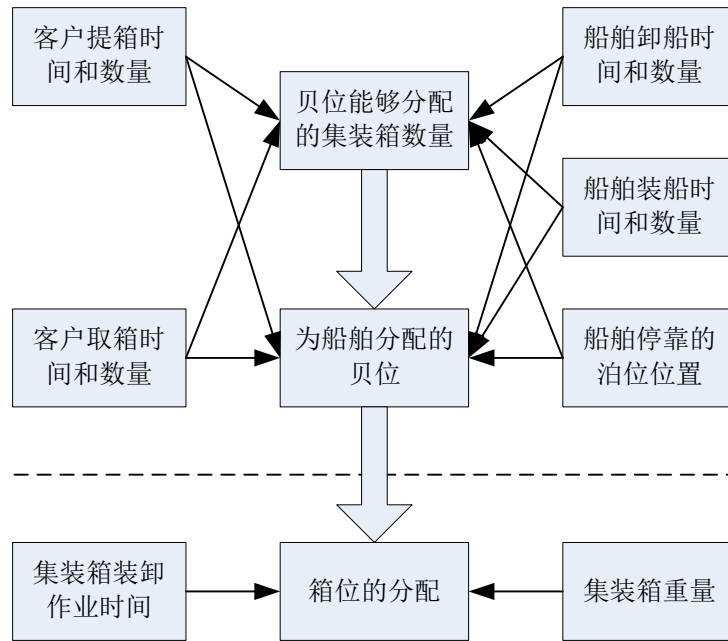 客户提箱时
间和数量
贝位能够分配
的集装箱数量
船舶卸船时
间和数量
船舶装船时
间和数量
客户取箱时
间和数量
为船舶分配的
贝位
船舶停靠的
泊位位置
集装箱装卸
作业时间
箱位的分配
集装箱重量